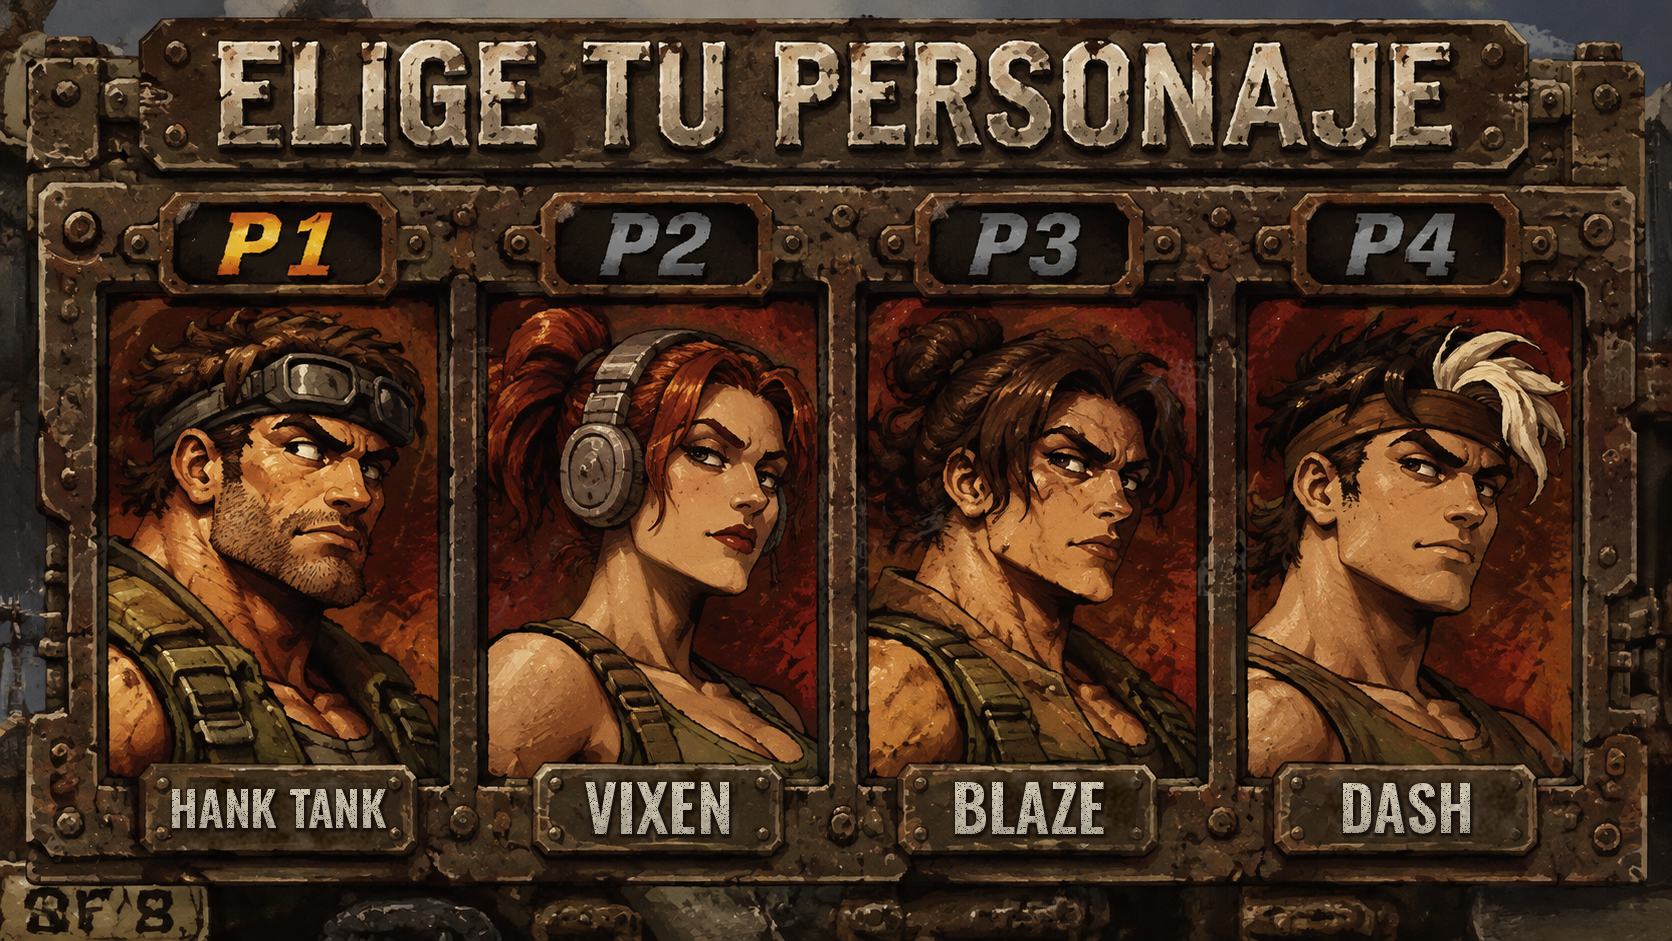 ELIGE TU PERSONAJE
P1
P2
P3
P4
HANK TANK
VIXEN
BLAZE
DASH